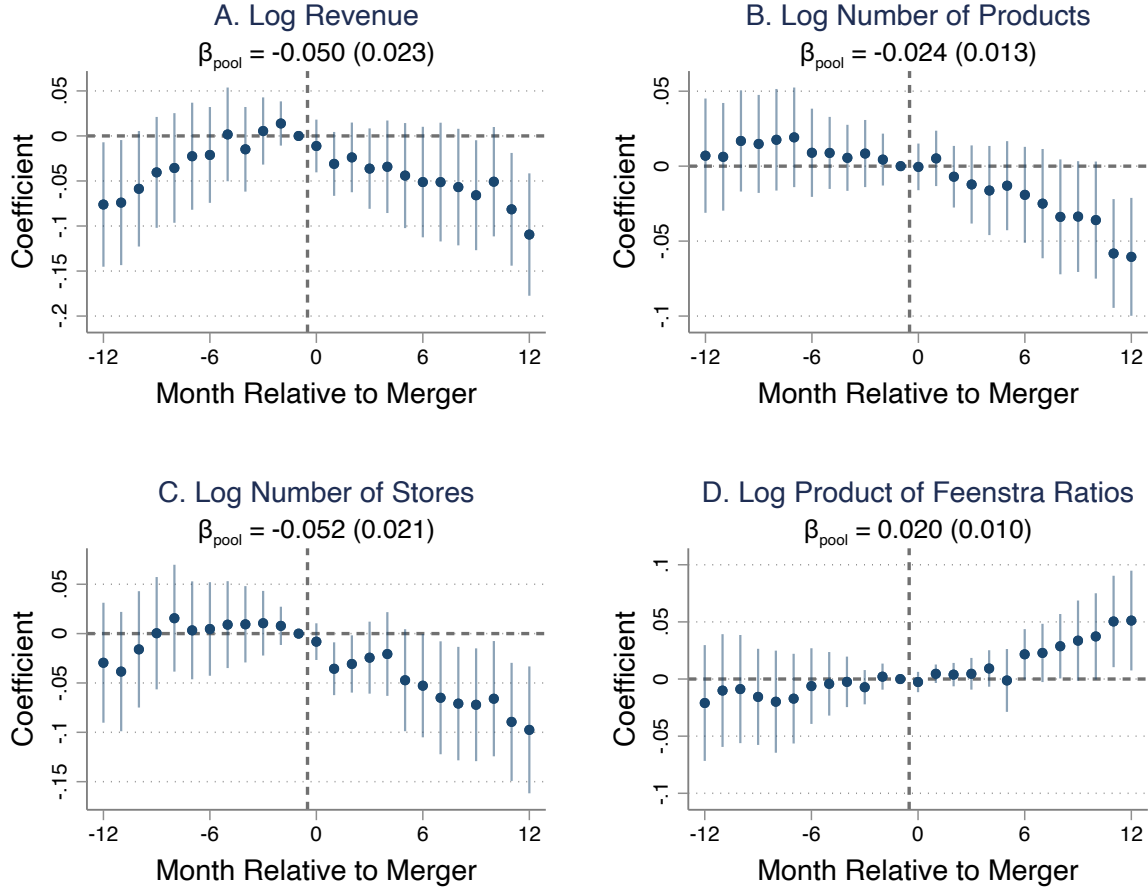 A. Log Revenue
βpool = -0.050 (0.023)
.05
0
-.05
-.1
-.15
-.2
Coefficient
-12
-6
0
6
12
Month Relative to Merger
B. Log Number of Products
βpool = -0.024 (0.013)
.05
0
-.05
-.1
Coefficient
-12
-6
0
6
12
Month Relative to Merger
C. Log Number of Stores
βpool = -0.052 (0.021)
.05
0
-.05
-.1
-.15
Coefficient
-12
-6
0
6
12
Month Relative to Merger
D. Log Product of Feenstra Ratios
βpool = 0.020 (0.010)
.1
.05
0
-.05
-.1
Coefficient
-12
-6
0
6
12
Month Relative to Merger